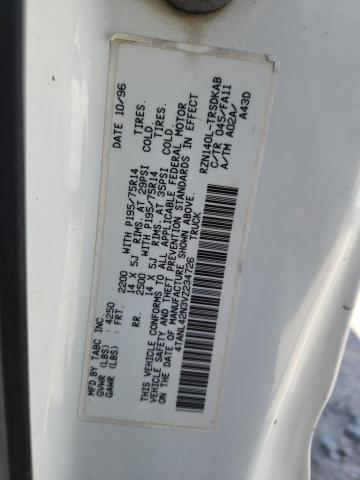 MFD.BY TABC INC. DATE 10/96
GVWR (LBS) : 4250
GAWR (LBS) : FRT. 2200 WITH P195/75R14 TIRES.
14 X 5J RIMS. AT 29PSI COLD.
RR. 2500 WITH P195/75R14 TIRES.
14 X 5J RIMS. AT 35PSI COLD.
THIS VEHICLE CONFORMS TO ALL APPLICABLE FEDERAL MOTOR
VEHICLE SAFETY AND THEFT PREVENTION STANDARDS IN EFFECT
ON THE DATE OF MANUFACTURE SHOWN ABOVE.
4TANL42N9VZ234726 TRUCK
RZN140L-TRSDKAB
C/TR 045/FA11
A/TM A02A/
A43D